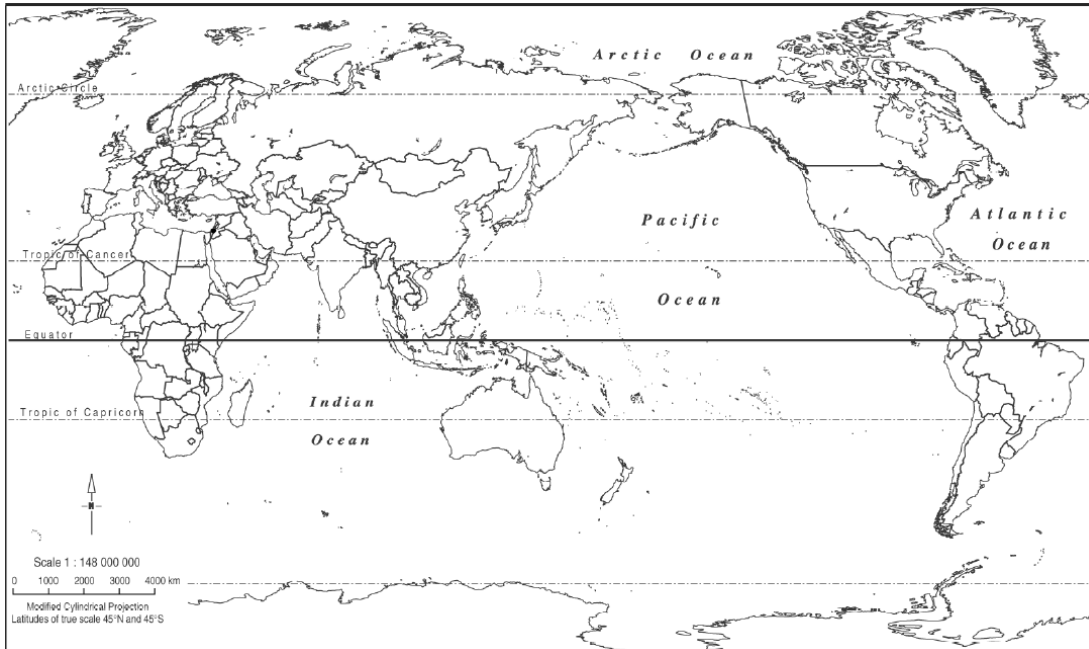 Arctic Ocean
Arctic Circle
Pacific
Atlantic
Ocean
Tropic of Cancer
Ocean
Equator
Indian
Tropic of Capricorn
Ocean
N
Scale 1 : 148 000 000
0 1000 2000 3000 4000 km
Modified Cylindrical Projection
Latitudes of true scale 45°N and 45°S